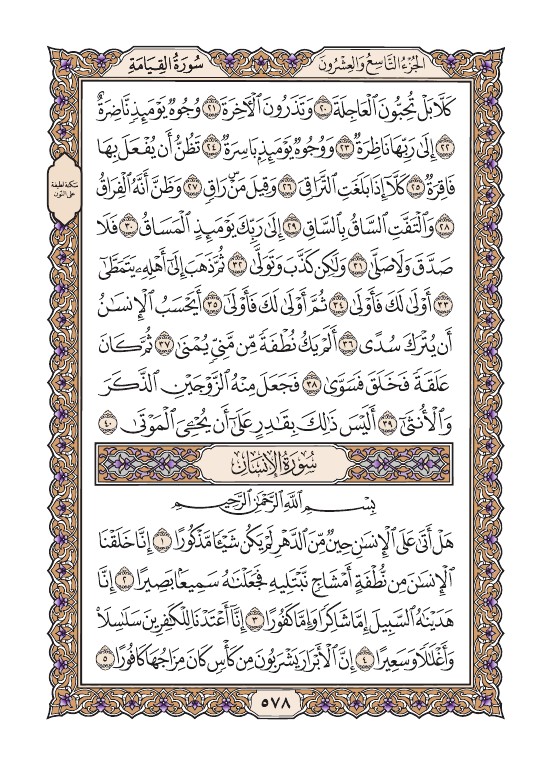 الجُزْءُ التَّاسِعُ وَالعِشْرُونَ
سُورَةُ القِيَامَةِ
كَلَّا بَلْ تُحِبُّونَ ٱلْعَاجِلَةَ ٢٠ وَتَذَرُونَ ٱلْأٓخِرَةَ ٢١ وُجُوهٌ يَوْمَئِذٍ نَّاضِرَةٌ
٢٢ إِلَىٰ رَبِّهَا نَاظِرَةٌ ٢٣ وَوُجُوهٌ يَوْمَئِذِۭ بَاسِرَةٌ ٢٤ تَظُنُّ أَن يُفْعَلَ بِهَا
فَاقِرَةٌ ٢٥ كَلَّآ إِذَا بَلَغَتِ ٱلتَّرَاقِيَ ٢٦ وَقِيلَ مَنْۜ رَاقٍ ٢٧ وَظَنَّ أَنَّهُ ٱلْفِرَاقُ
٢٨ وَٱلْتَفَّتِ ٱلسَّاقُ بِٱلسَّاقِ ٢٩ إِلَىٰ رَبِّكَ يَوْمَئِذٍ ٱلْمَسَاقُ ٣٠ فَلَا
صَدَّقَ وَلَا صَلَّىٰ ٣١ وَلَٰكِن كَذَّبَ وَتَوَلَّىٰ ٣٢ ثُمَّ ذَهَبَ إِلَىٰٓ أَهْلِهِۦ يَتَمَطَّىٰٓ
٣٣ أَوْلَىٰ لَكَ فَأَوْلَىٰ ٣٤ ثُمَّ أَوْلَىٰ لَكَ فَأَوْلَىٰٓ ٣٥ أَيَحْسَبُ ٱلْإِنسَٰنُ
أَن يُتْرَكَ سُدًى ٣٦ أَلَمْ يَكُ نُطْفَةً مِّن مَّنِيٍّ يُمْنَىٰ ٣٧ ثُمَّ كَانَ
عَلَقَةً فَخَلَقَ فَسَوَّىٰ ٣٨ فَجَعَلَ مِنْهُ ٱلزَّوْجَيْنِ ٱلذَّكَرَ
وَٱلْأُنثَىٰٓ ٣٩ أَلَيْسَ ذَٰلِكَ بِقَٰدِرٍ عَلَىٰٓ أَن يُحْـِۧيَ ٱلْمَوْتَىٰ ٤٠
سُورَةُ الإِنسَانِ
بِسْمِ ٱللَّهِ ٱلرَّحْمَٰنِ ٱلرَّحِيمِ
هَلْ أَتَىٰ عَلَى ٱلْإِنسَٰنِ حِينٌ مِّنَ ٱلدَّهْرِ لَمْ يَكُن شَيْـًٔا مَّذْكُورًا ١ إِنَّا خَلَقْنَا
ٱلْإِنسَٰنَ مِن نُّطْفَةٍ أَمْشَاجٍ نَّبْتَلِيهِ فَجَعَلْنَٰهُ سَمِيعًۢا بَصِيرًا ٢ إِنَّا
هَدَيْنَٰهُ ٱلسَّبِيلَ إِمَّا شَاكِرًا وَإِمَّا كَفُورًا ٣ إِنَّآ أَعْتَدْنَا لِلْكَٰفِرِينَ سَلَٰسِلَا۟
وَأَغْلَٰلًا وَسَعِيرًا ٤ إِنَّ ٱلْأَبْرَارَ يَشْرَبُونَ مِن كَأْسٍ كَانَ مِزَاجُهَا كَافُورًا ٥
سكتة لطيفة
على النون
٥٧٨